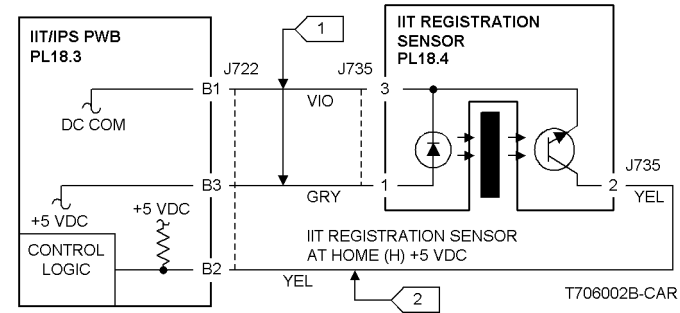 IIT/IPS PWB
PL18.3
1
IIT REGISTRATION
SENSOR
PL18.4
J722
J735
B1
3
VIO
DC COM
B3
1
GRY
J735
2
YEL
+5 VDC
+5 VDC
CONTROL
LOGIC
B2
YEL
IIT REGISTRATION SENSOR
AT HOME (H) +5 VDC
2
T706002B-CAR